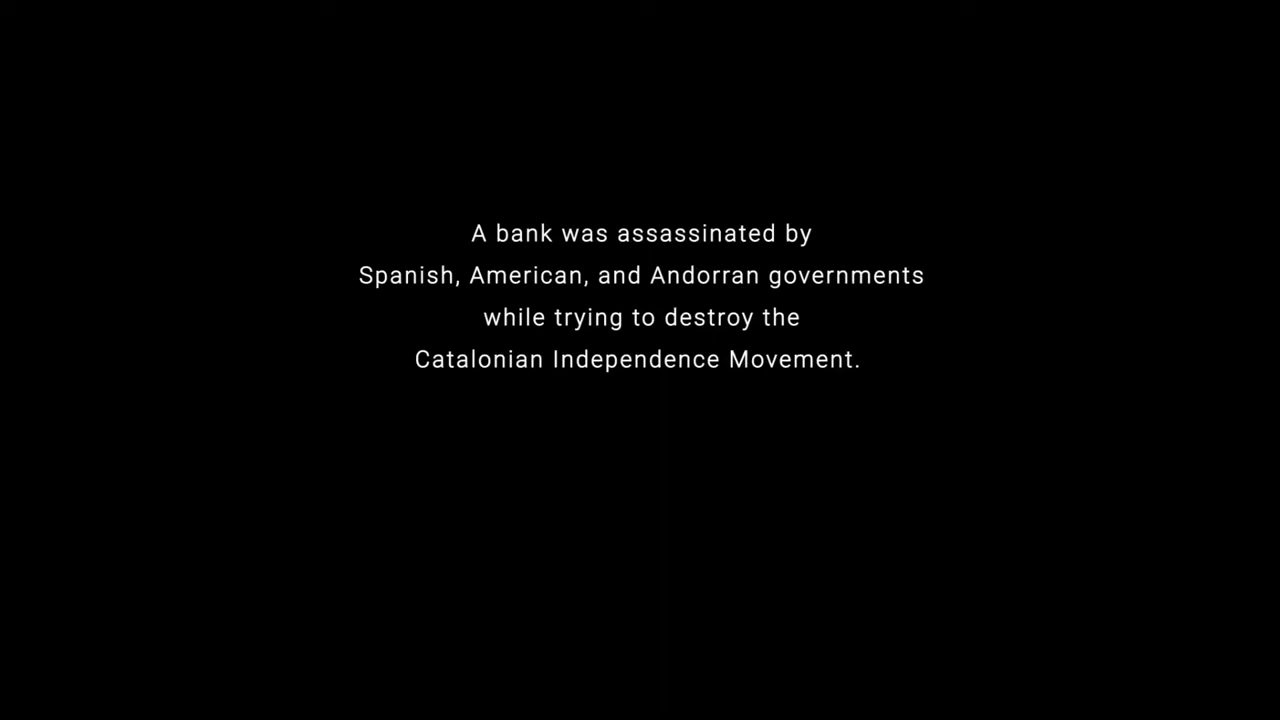 A bank was assassinated by
Spanish, American, and Andorran governments
while trying to destroy the
Catalonian Independence Movement.